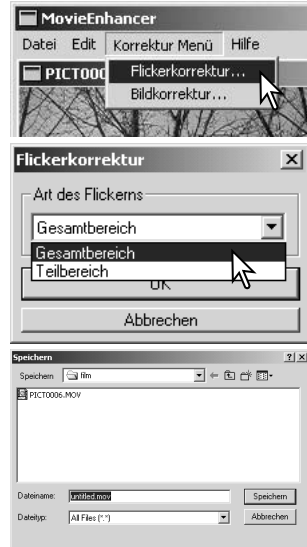 MovieEnhancer
Datei Edit Korrektur Menü Hilfe
PICT000
Flickerkorrektur...
Bildkorrektur...
Flickerkorrektur
Art des Flickerns
Gesamtbereich
Gesamtbereich
Teilbereich
OK
Abbrechen
Speichern
Speichern film
PICT0006.MOV
Dateiname: untitled.mov Speichern
Dateityp: All Files (*.*) Abbrechen